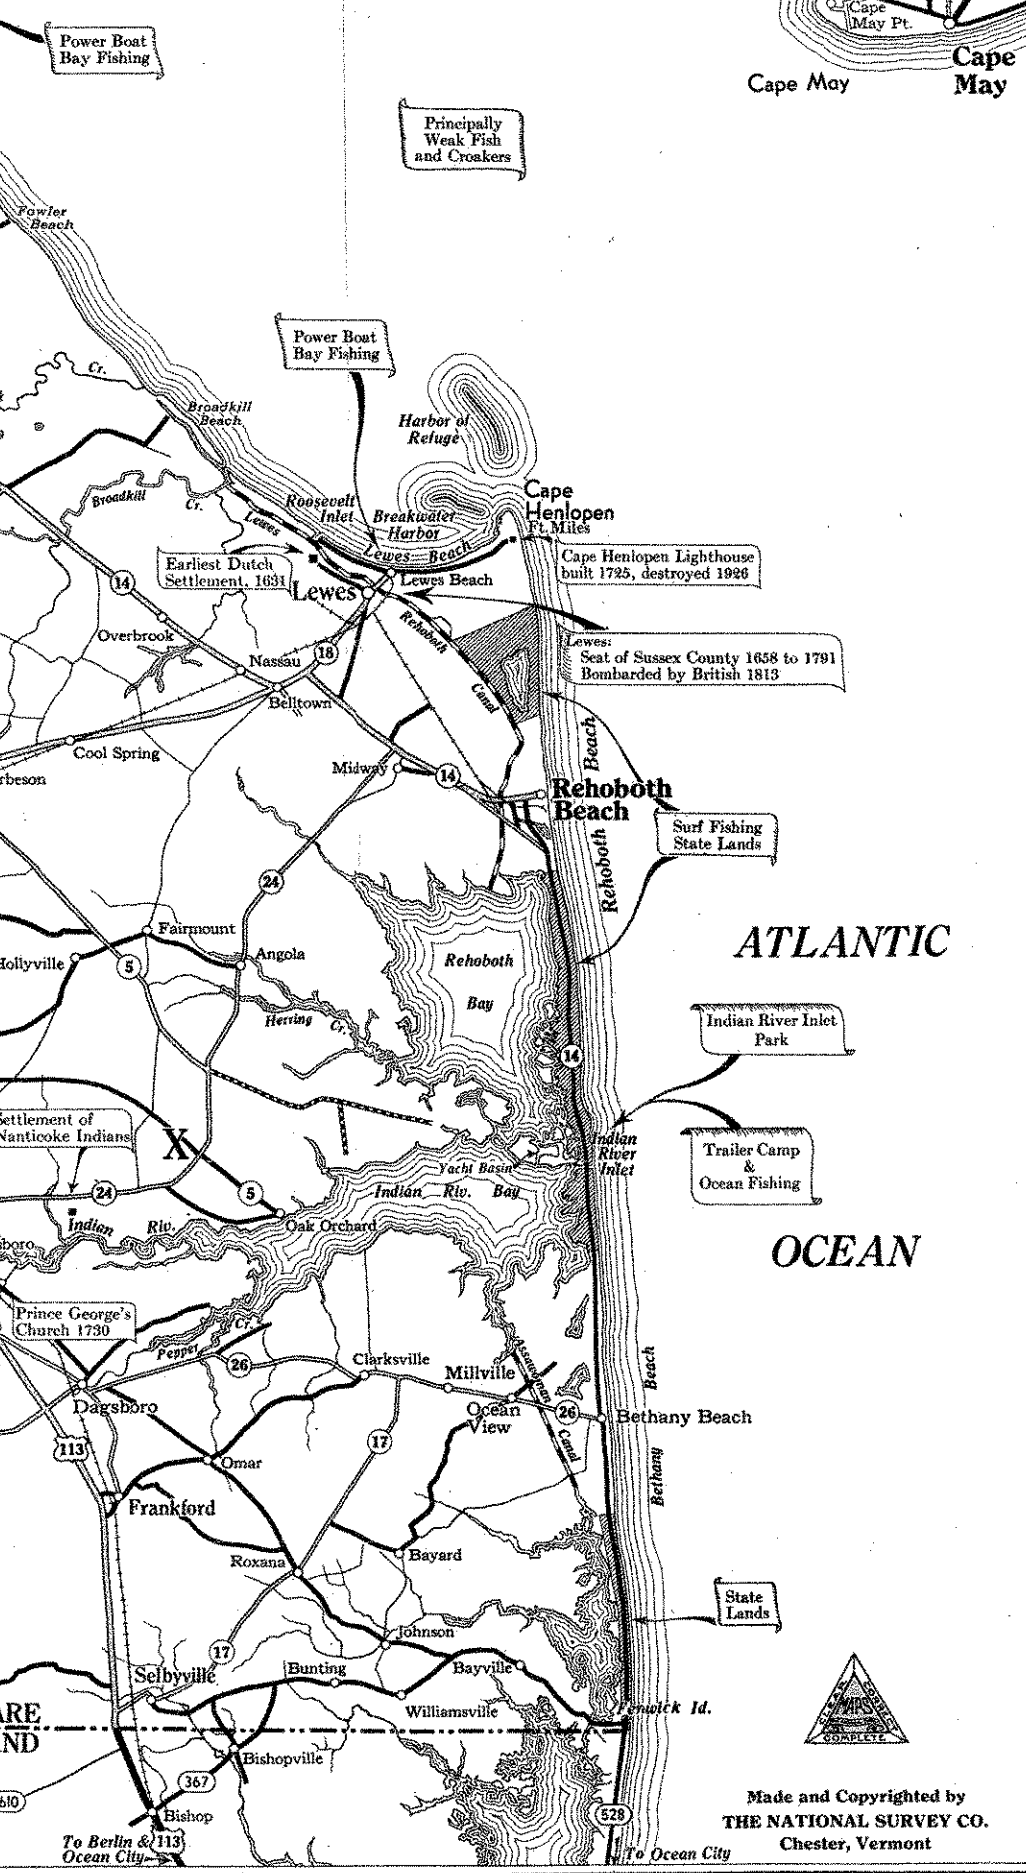 Cape
May Pt.
Cape
May
Cape May
Power Boat
Bay Fishing
Principally
Weak Fish
and Croakers
Fowler
Beach
Power Boat
Bay Fishing
Cr.
Broadkill
Beach
Harbor of
Refuge
Broadkill
Cr.
Roosevelt
Inlet
Lewes
Breakwater
Harbor
Cape
Henlopen
Ft. Miles
Lewes Beach
Earliest Dutch
Settlement, 1631
Cape Henlopen Lighthouse
built 1725, destroyed 1926
Lewes
Lewes Beach
14
Overbrook
Rehoboth
18
Nassau
Lewes:
Seat of Sussex County 1658 to 1791
Bombarded by British 1813
Canal
Belltown
Cool Spring
rbeson
Midway
14
Beach
Rehoboth
Rehoboth
Beach
Surf Fishing
State Lands
24
Fairmount
Hollyville
5
Angola
Rehoboth
Bay
ATLANTIC
Herring
Cr.
Indian River Inlet
Park
14
Settlement of
Nanticoke Indians
X
Indian
River
Inlet
Yacht Basin
Trailer Camp
&
Ocean Fishing
24
5
Indian Riv. Bay
Indian Riv.
Oak Orchard
sboro
OCEAN
Prince George's
Church 1730
Pepper
Cr.
26
Clarksville
Millville
Assawoman
Canal
Dagsboro
Ocean
View
26
Bethany Beach
Beach
Bethany
113
17
Omar
Frankford
Roxana
Bayard
State
Lands
Johnson
17
Selbyville
Bunting
Bayville
Williamsville
Fenwick Id.
ARE
ND
Bishopville
367
610
Bishop
528
To Berlin &
Ocean City
113
To Ocean City
MAPS
COMPLETE
Made and Copyrighted by
THE NATIONAL SURVEY CO.
Chester, Vermont